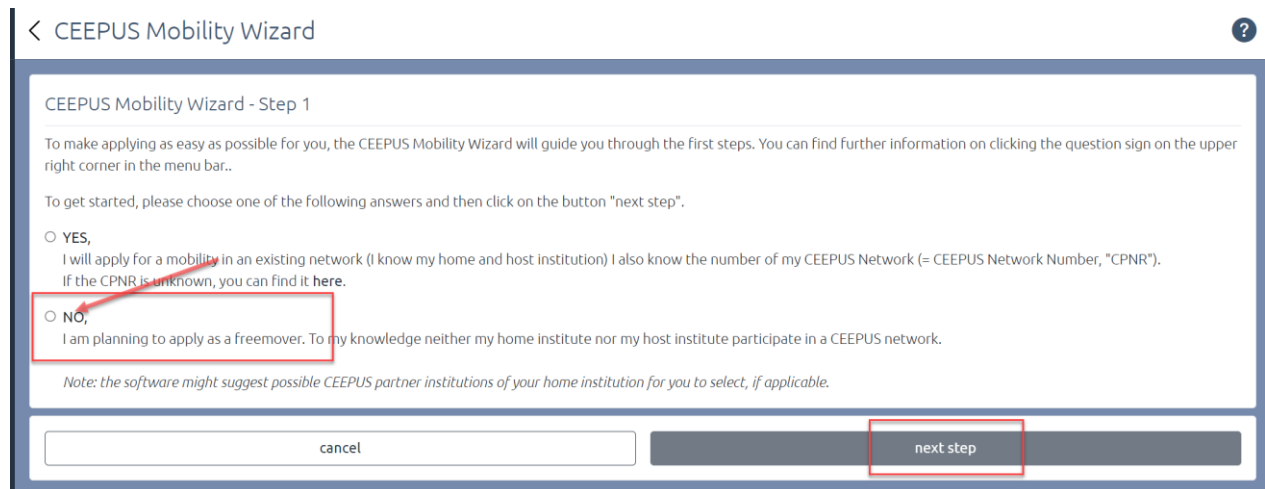 CEEPUS Mobility Wizard
?
CEEPUS Mobility Wizard - Step 1
To make applying as easy as possible for you, the CEEPUS Mobility Wizard will guide you through the first steps. You can find further information on clicking the question sign on the upper
right corner in the menu bar..
To get started, please choose one of the following answers and then click on the button "next step".
YES,
I will apply for a mobility in an existing network (I know my home and host institution) I also know the number of my CEEPUS Network (= CEEPUS Network Number, "CPNR").
If the CPNR is unknown, you can find it here.
NO,
I am planning to apply as a freemover. To my knowledge neither my home institute nor my host institute participate in a CEEPUS network.
Note: the software might suggest possible CEEPUS partner institutions of your home institution for you to select, if applicable.
cancel
next step